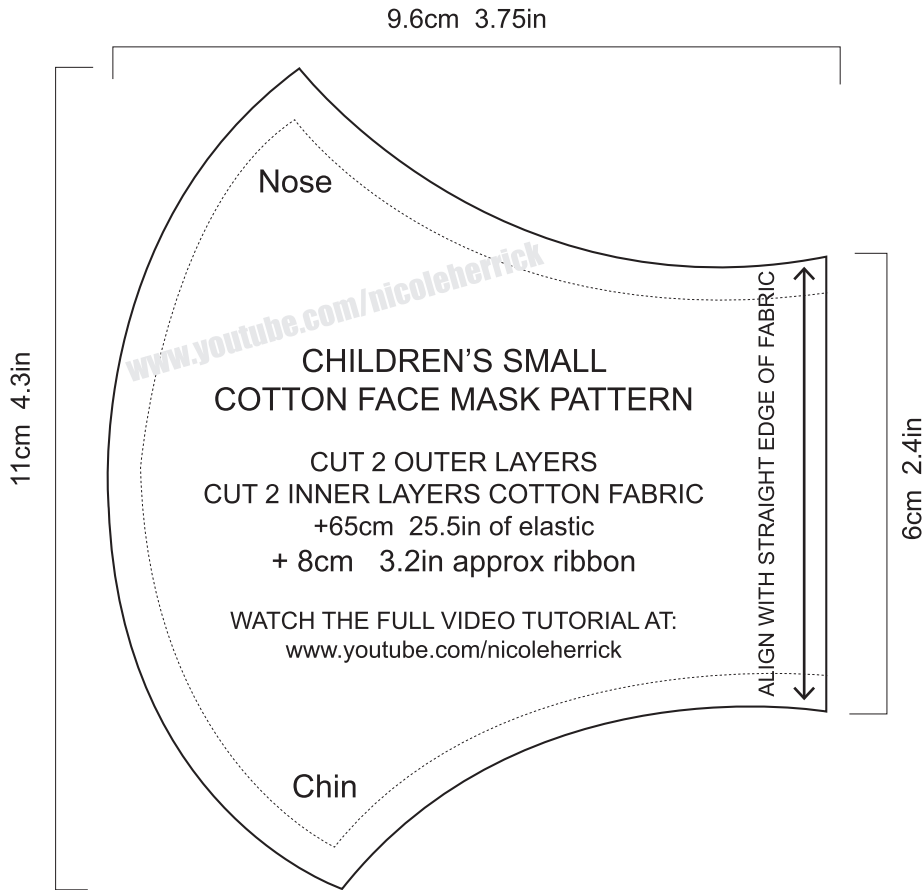 9.6cm 3.75in
Nose
www.youtube.com/nicoleherrick
11cm 4.3in
CHILDREN'S SMALL
COTTON FACE MASK PATTERN
CUT 2 OUTER LAYERS
CUT 2 INNER LAYERS COTTON FABRIC
+65cm 25.5in of elastic
+ 8cm 3.2in approx ribbon
WATCH THE FULL VIDEO TUTORIAL AT:
www.youtube.com/nicoleherrick
ALIGN WITH STRAIGHT EDGE OF FABRIC
6cm 2.4in
Chin